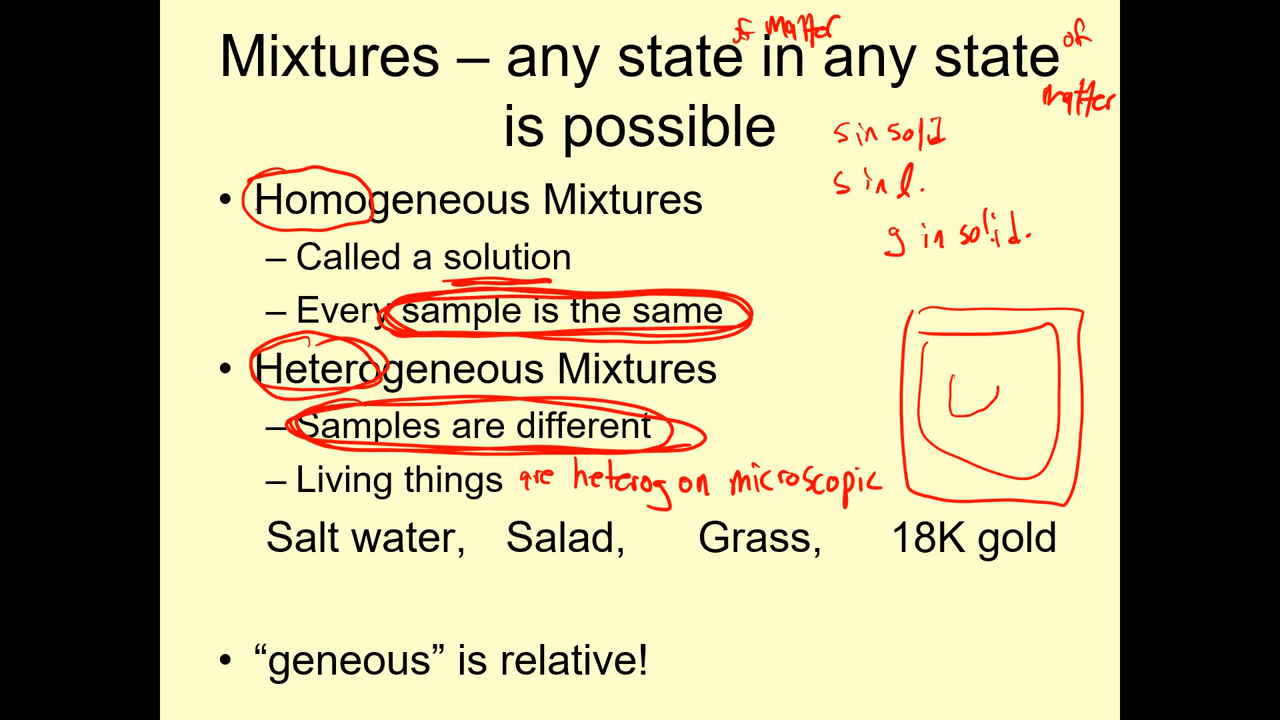 of matter
Mixtures – any state in any state of
matter
is possible
s in solid
• Homogeneous Mixtures
s in l.
g in solid.
– Called a solution
– Every sample is the same
• Heterogeneous Mixtures
– Samples are different
– Living things are heterog on microscopic
Salt water, Salad, Grass, 18K gold
• “geneous” is relative!